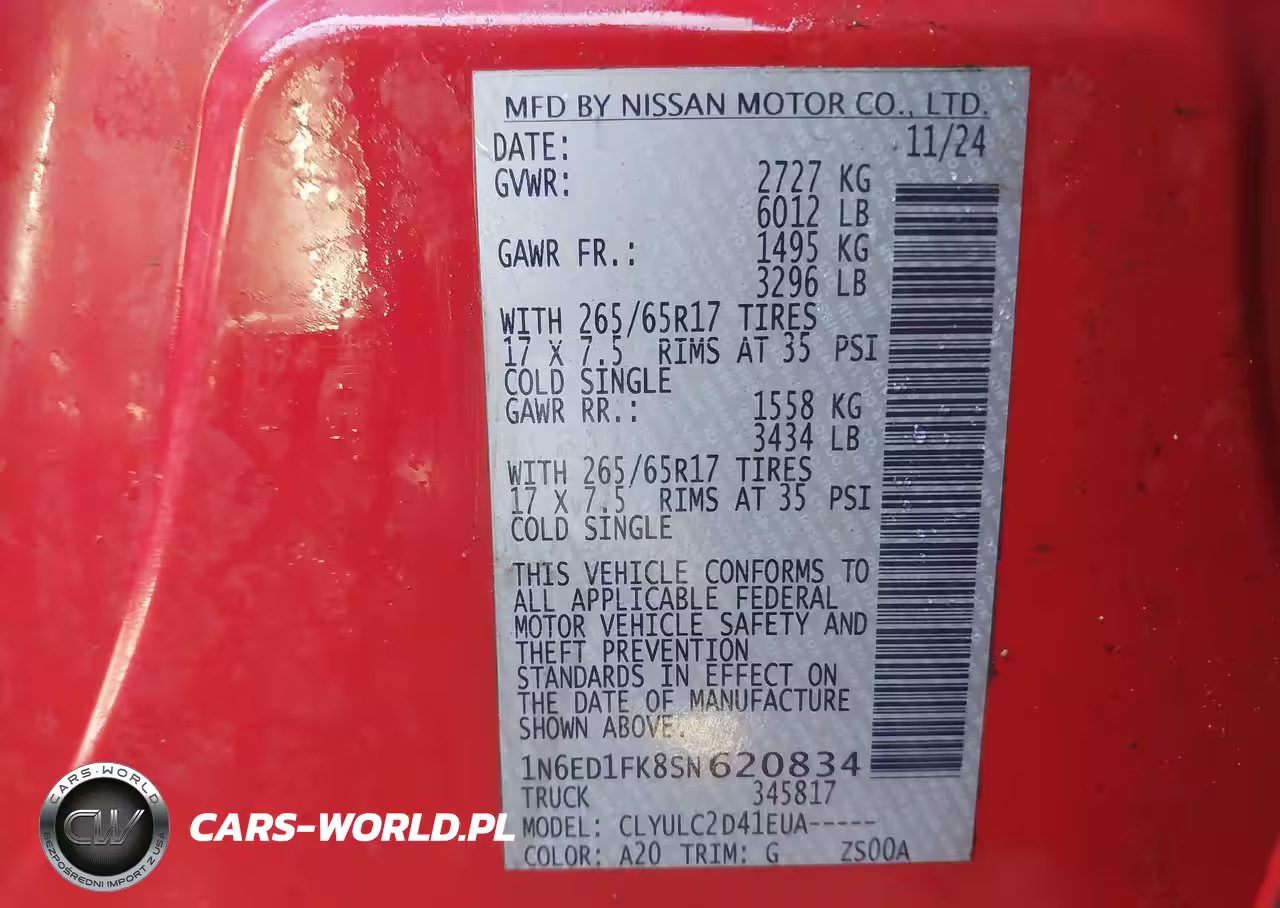 MFD BY NISSAN MOTOR CO., LTD.
DATE: 11/24
GVWR: 2727 KG
6012 LB
GAWR FR.: 1495 KG
3296 LB
WITH 265/65R17 TIRES
17 X 7.5 RIMS AT 35 PSI
COLD SINGLE
GAWR RR.: 1558 KG
3434 LB
WITH 265/65R17 TIRES
17 X 7.5 RIMS AT 35 PSI
COLD SINGLE
THIS VEHICLE CONFORMS TO
ALL APPLICABLE FEDERAL
MOTOR VEHICLE SAFETY AND
THEFT PREVENTION
STANDARDS IN EFFECT ON
THE DATE OF MANUFACTURE
SHOWN ABOVE.
1N6ED1FK8SN620834
TRUCK 345817
MODEL: CLYULC2D41EUA-----
COLOR: A20 TRIM: G ZS00A
CARS-WORLD
CW
BEZPOŚREDNI IMPORT Z USA
CARS-WORLD.PL